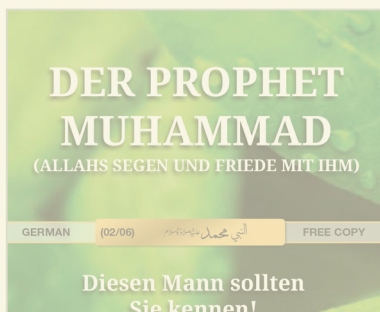 DER PROPHET
MUHAMMAD
(ALLAHS SEGEN UND FRIEDE MIT IHM)
GERMAN (02/06) النبي محمد FREE COPY
Diesen Mann sollten
Sie kennen!